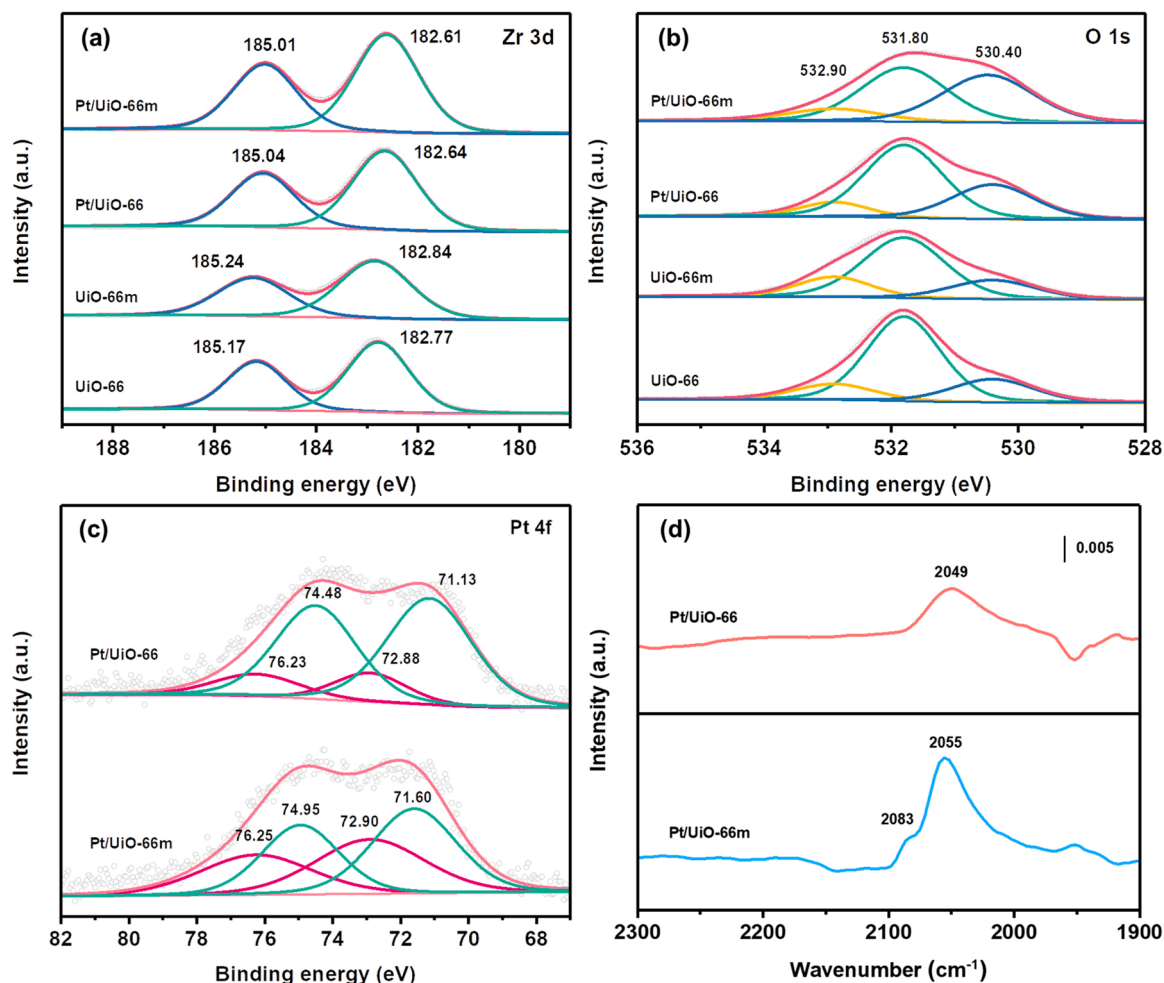 (a)
Zr 3d
185.01
182.61
Pt/UiO-66m
185.04
182.64
Pt/UiO-66
185.24
182.84
UiO-66m
185.17
182.77
UiO-66
188 186 184 182 180
Binding energy (eV)
Intensity (a.u.)
(b)
O 1s
531.80
530.40
532.90
Pt/UiO-66m
Pt/UiO-66
UiO-66m
UiO-66
536 534 532 530 528
Binding energy (eV)
Intensity (a.u.)
(c)
Pt 4f
71.13
74.48
Pt/UiO-66
76.23
72.88
71.60
74.95
72.90
76.25
Pt/UiO-66m
82 80 78 76 74 72 70 68
Binding energy (eV)
Intensity (a.u.)
(d)
0.005
2049
Pt/UiO-66
2055
2083
Pt/UiO-66m
2300 2200 2100 2000 1900
Wavenumber (cm⁻¹)
Intensity (a.u.)